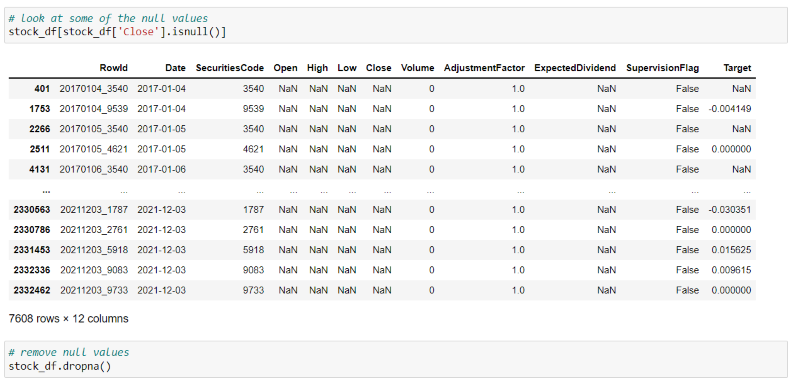 # look at some of the null values
stock_df[stock_df['Close'].isnull()]
RowId Date SecuritiesCode Open High Low Close Volume AdjustmentFactor ExpectedDividend SupervisionFlag Target
401 20170104_3540 2017-01-04 3540 NaN NaN NaN NaN 0 1.0 NaN False NaN
1753 20170104_9539 2017-01-04 9539 NaN NaN NaN NaN 0 1.0 NaN False -0.004149
2266 20170105_3540 2017-01-05 3540 NaN NaN NaN NaN 0 1.0 NaN False NaN
2511 20170105_4621 2017-01-05 4621 NaN NaN NaN NaN 0 1.0 NaN False 0.000000
4131 20170106_3540 2017-01-06 3540 NaN NaN NaN NaN 0 1.0 NaN False NaN
... ... ... ... ... ... ... ... ... ... ... ... ...
2330563 20211203_1787 2021-12-03 1787 NaN NaN NaN NaN 0 1.0 NaN False -0.030351
2330786 20211203_2761 2021-12-03 2761 NaN NaN NaN NaN 0 1.0 NaN False 0.000000
2331453 20211203_5918 2021-12-03 5918 NaN NaN NaN NaN 0 1.0 NaN False 0.015625
2332336 20211203_9083 2021-12-03 9083 NaN NaN NaN NaN 0 1.0 NaN False 0.009615
2332462 20211203_9733 2021-12-03 9733 NaN NaN NaN NaN 0 1.0 NaN False 0.000000
7608 rows × 12 columns
# remove null values
stock_df.dropna()